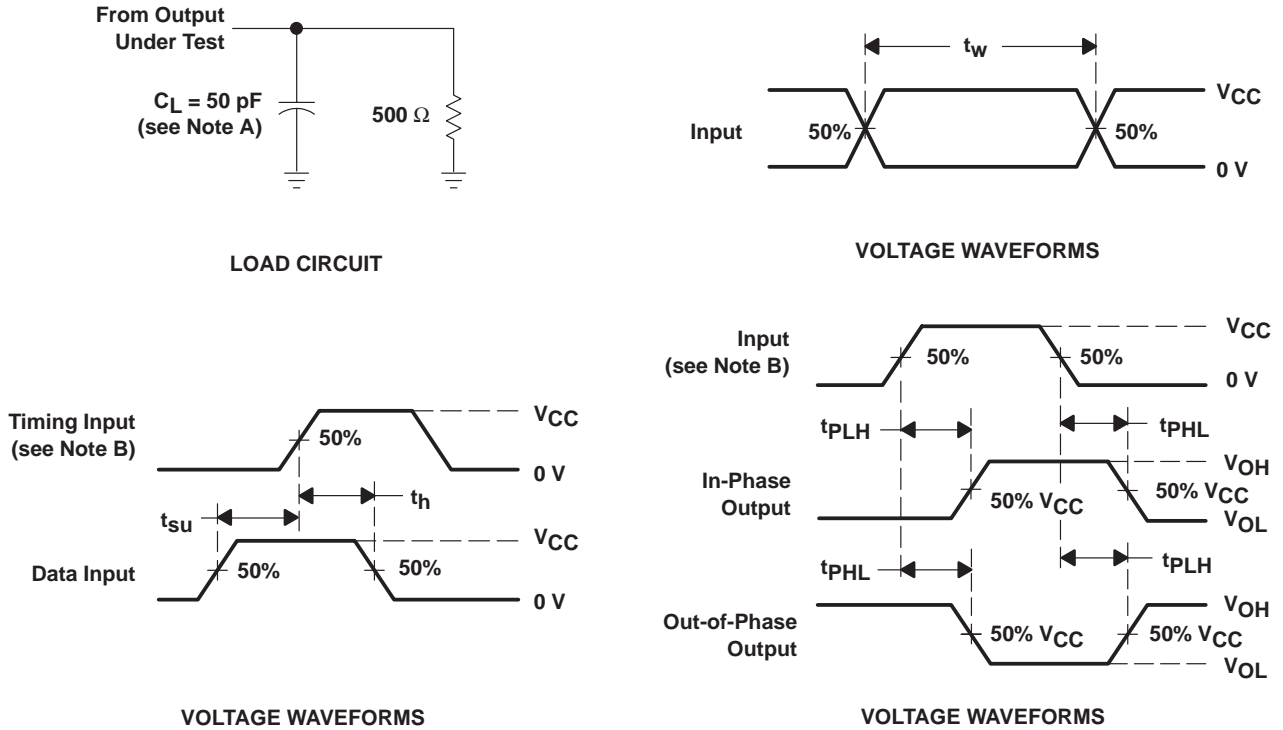 From Output
Under Test
CL = 50 pF
(see Note A)
500 Ω
LOAD CIRCUIT
tw
Input
50%
50%
VCC
0 V
VOLTAGE WAVEFORMS
Timing Input
(see Note B)
50%
VCC
0 V
th
tsu
Data Input
50%
50%
VCC
0 V
VOLTAGE WAVEFORMS
Input
(see Note B)
50%
50%
VCC
0 V
tPLH
tPHL
In-Phase
Output
50% VCC
50% VCC
VOH
VOL
tPHL
tPLH
Out-of-Phase
Output
50% VCC
50% VCC
VOH
VOL
VOLTAGE WAVEFORMS